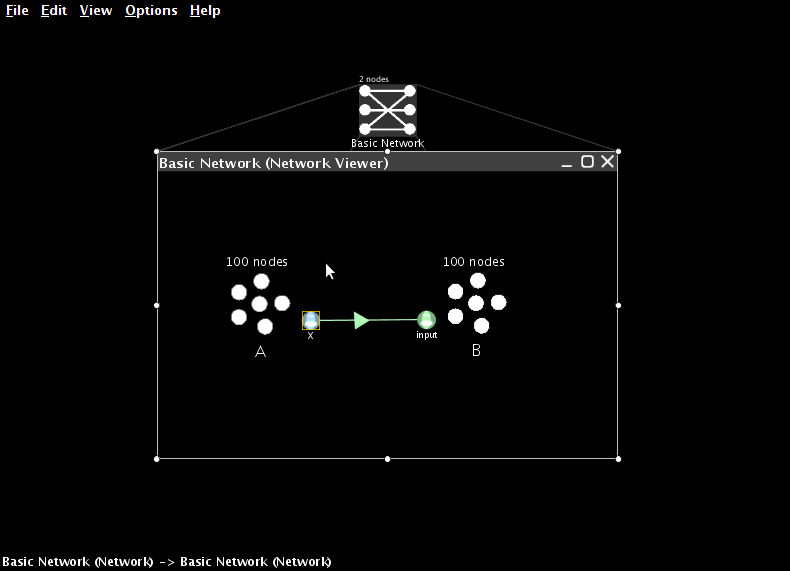 File Edit View Options Help
2 nodes
Basic Network
Basic Network (Network Viewer)
100 nodes 100 nodes
X input
A B
Basic Network (Network) -> Basic Network (Network)